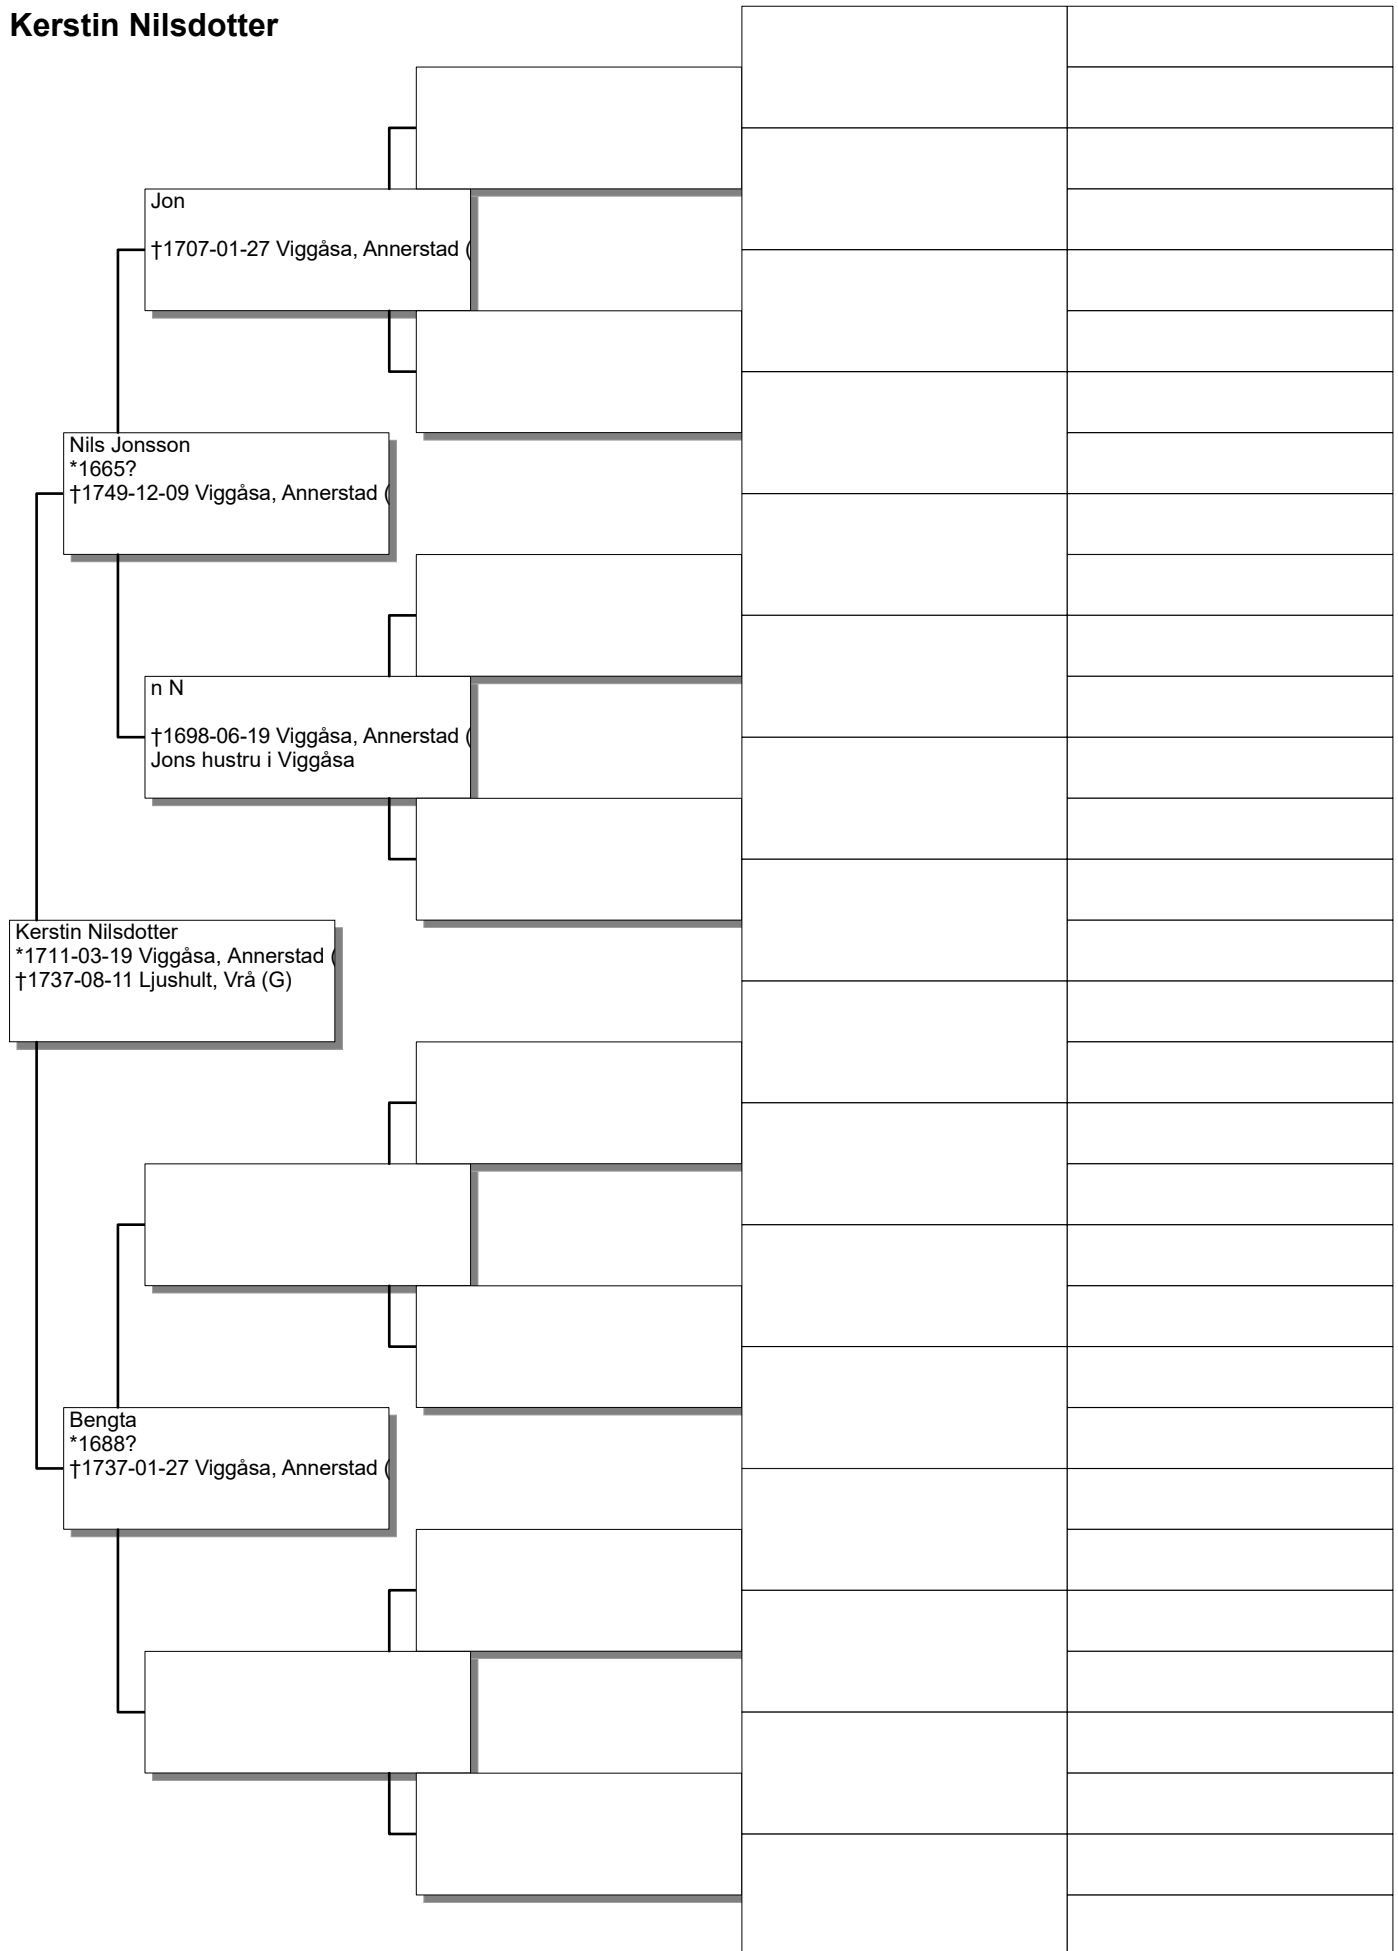 Kerstin Nilsdotter
Jon
†1707-01-27 Viggåsa, Annerstad (
Nils Jonsson
*1665?
†1749-12-09 Viggåsa, Annerstad (
n N
†1698-06-19 Viggåsa, Annerstad (
Jons hustru i Viggåsa
Kerstin Nilsdotter
*1711-03-19 Viggåsa, Annerstad (
†1737-08-11 Ljushult, Vrå (G)
Bengta
*1688?
†1737-01-27 Viggåsa, Annerstad (